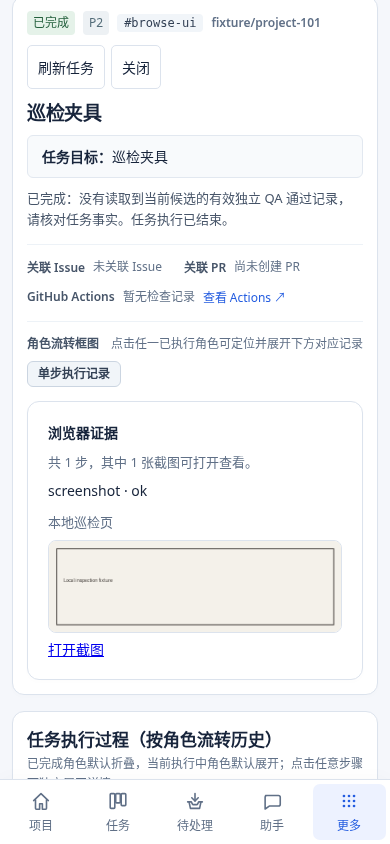 已完成 P2 #browse-ui fixture/project-101
刷新任务 关闭
巡检夹具
任务目标：巡检夹具
已完成：没有读取到当前候选的有效独立 QA 通过记录，
请核对任务事实。任务执行已结束。
关联 Issue 未关联 Issue 关联 PR 尚未创建 PR
GitHub Actions 暂无检查记录 查看 Actions ↗
角色流转框图 点击任一已执行角色可定位并展开下方对应记录
单步执行记录
浏览器证据
共 1 步，其中 1 张截图可打开查看。
screenshot · ok
本地巡检页
Local inspection fixture
打开截图
任务执行过程（按角色流转历史）
已完成角色默认折叠，当前执行中角色默认展开；点击任意步骤
项目 任务 待处理 助手 更多